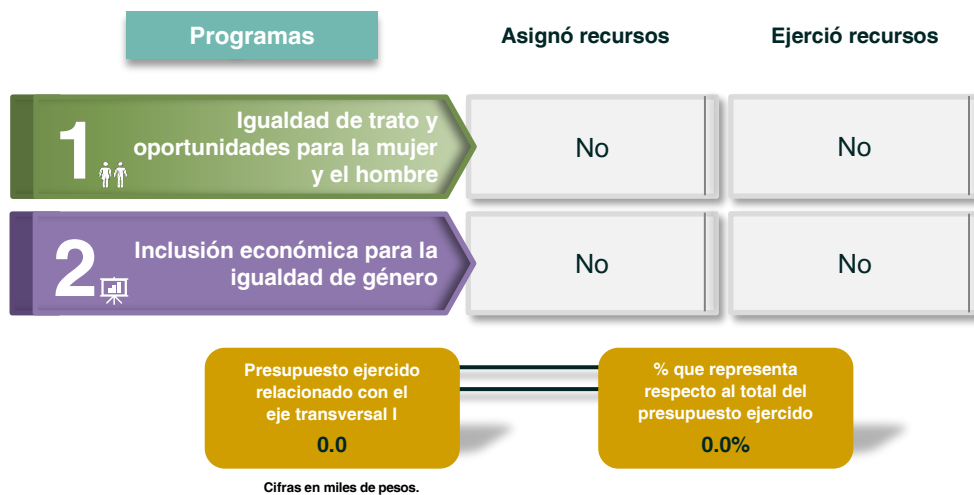 Programas
Asignó recursos
Ejerció recursos
1
Igualdad de trato y
oportunidades para la mujer
y el hombre
No
No
2
Inclusión económica para la
igualdad de género
No
No
Presupuesto ejercido
relacionado con el
eje transversal I
0.0
% que representa
respecto al total del
presupuesto ejercido
0.0%
Cifras en miles de pesos.